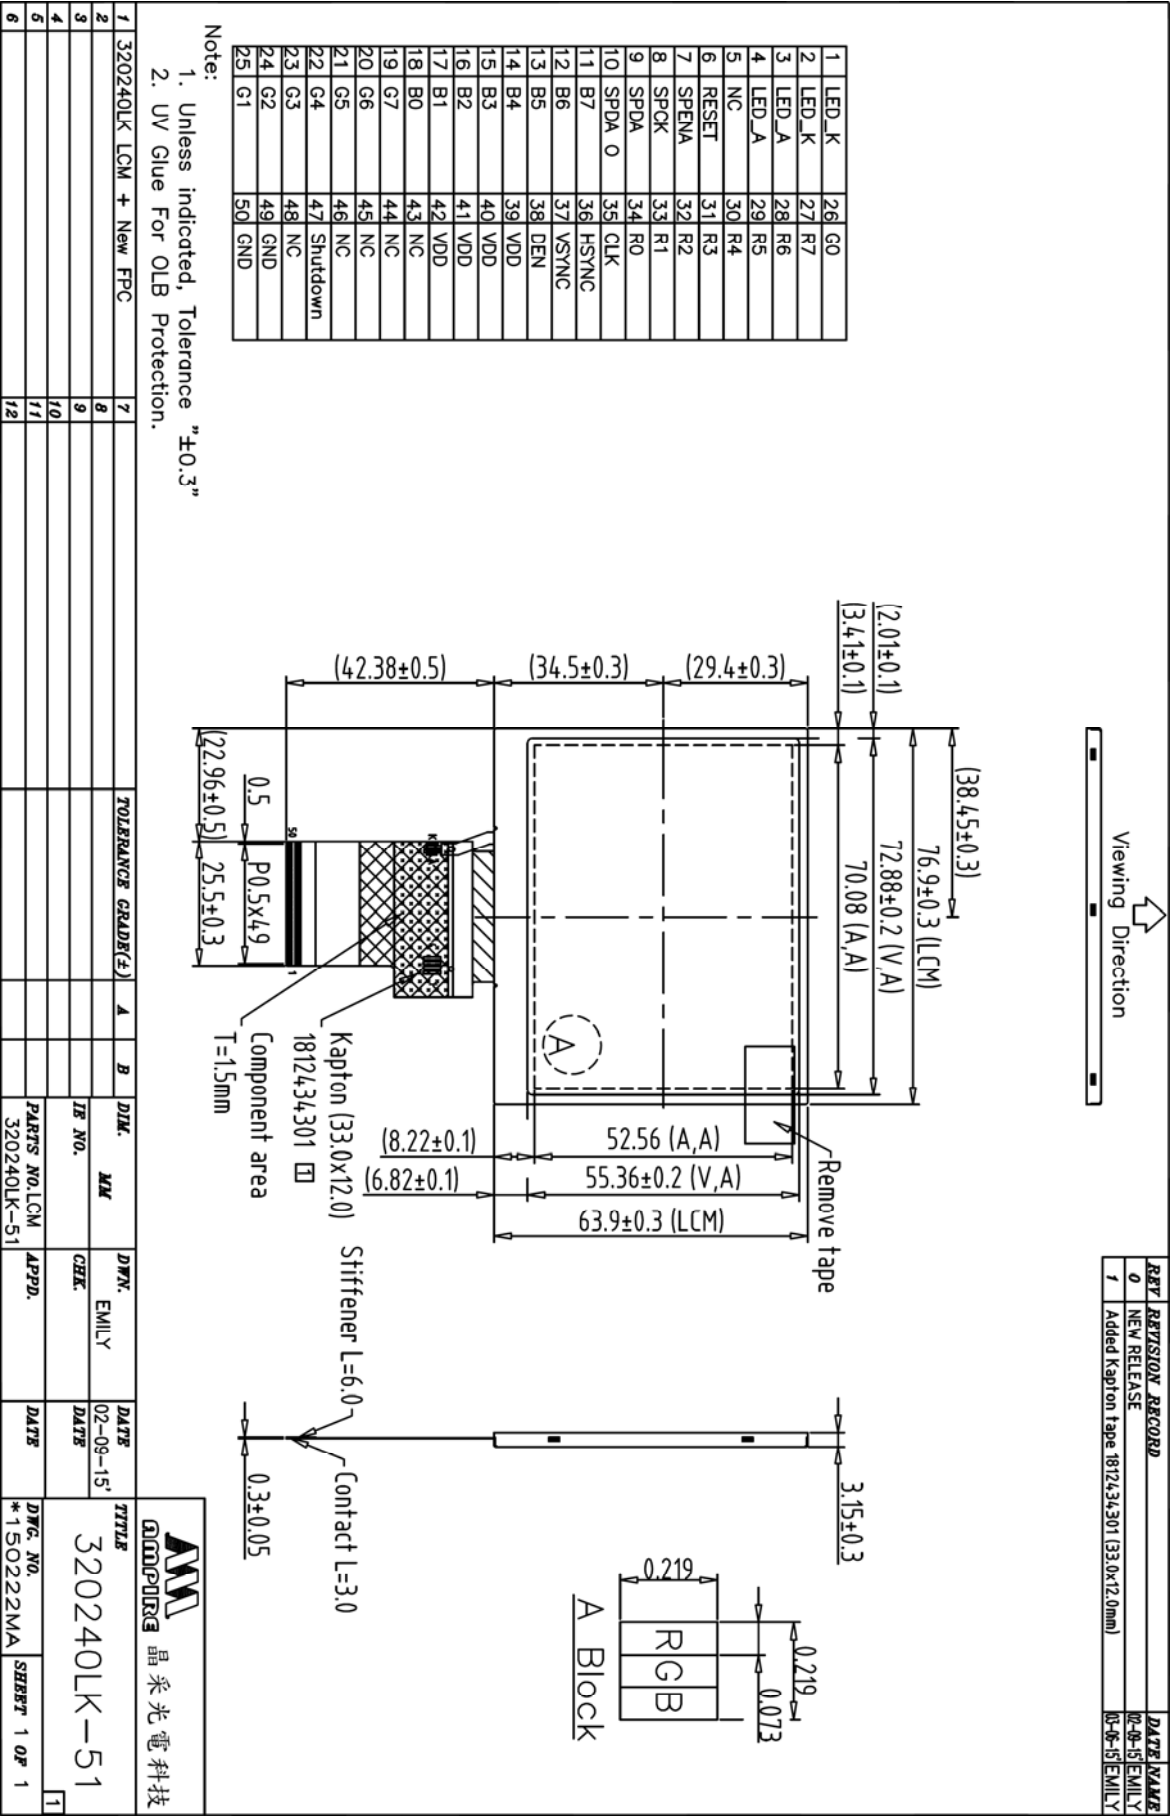 REV REVISION RECORD DATE NAME
0 NEW RELEASE 02-09-15' EMILY
1 Added Kapton tape 1812434301 (33.0x12.0mm) 03-06-15' EMILY
Viewing Direction
(38.45±0.3)
76.9±0.3 (LCM)
72.88±0.2 (V,A)
70.08 (A,A)
(2.01±0.1)
(3.41±0.1)
(29.4±0.3)
(34.5±0.3)
(42.38±0.5)
Remove tape
52.56 (A,A)
55.36±0.2 (V,A)
63.9±0.3 (LCM)
(8.22±0.1)
(6.82±0.1)
A
K
50
1
0.5
P0.5x49
(22.96±0.5)
25.5±0.3
Kapton (33.0x12.0)
1812434301 1
Component area
T=1.5mm
3.15±0.3
Stiffener L=6.0
Contact L=3.0
0.3±0.05
0.219
0.073
0.219
R G B
A Block
1 LED_K 26 G0
2 LED_K 27 R7
3 LED_A 28 R6
4 LED_A 29 R5
5 NC 30 R4
6 RESET 31 R3
7 SPENA 32 R2
8 SPCK 33 R1
9 SPDA 34 R0
10 SPDA O 35 CLK
11 B7 36 HSYNC
12 B6 37 VSYNC
13 B5 38 DEN
14 B4 39 VDD
15 B3 40 VDD
16 B2 41 VDD
17 B1 42 VDD
18 B0 43 NC
19 G7 44 NC
20 G6 45 NC
21 G5 46 NC
22 G4 47 Shutdown
23 G3 48 NC
24 G2 49 GND
25 G1 50 GND
Note:
1. Unless indicated, Tolerance "±0.3"
2. UV Glue For OLB Protection.
1 320240LK LCM + New FPC 7
2 8
3 9
4 10
5 11
6 12
TOLERANCE GRADE(±) A B
DIM. MM
IE NO.
PARTS NO. LCM
320240LK-51
DWN. EMILY
DATE 02-09-15'
CHK. DATE
APPD. DATE
AMPIRE 晶采光電科技
TITLE
320240LK-51
1
DWG. NO.
*150222MA
SHEET 1 OF 1